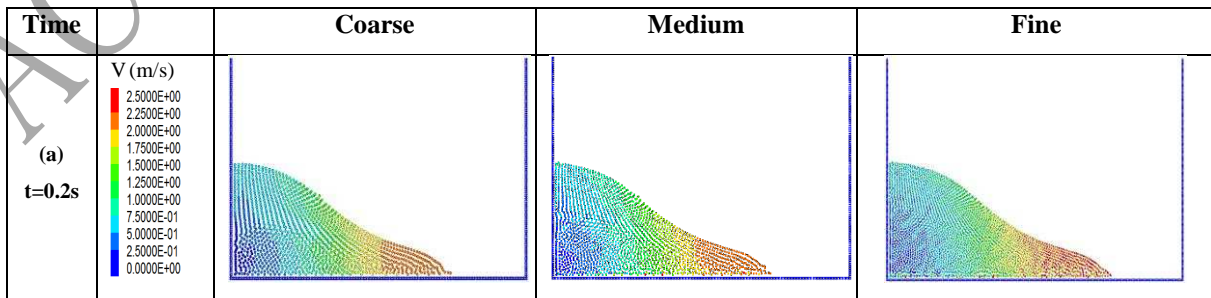 Time Coarse Medium Fine
V (m/s)
2.5000E+00
2.2500E+00
2.0000E+00
1.7500E+00
1.5000E+00
1.2500E+00
1.0000E+00
7.5000E-01
5.0000E-01
2.5000E-01
0.0000E+00
(a)
t=0.2s
AC